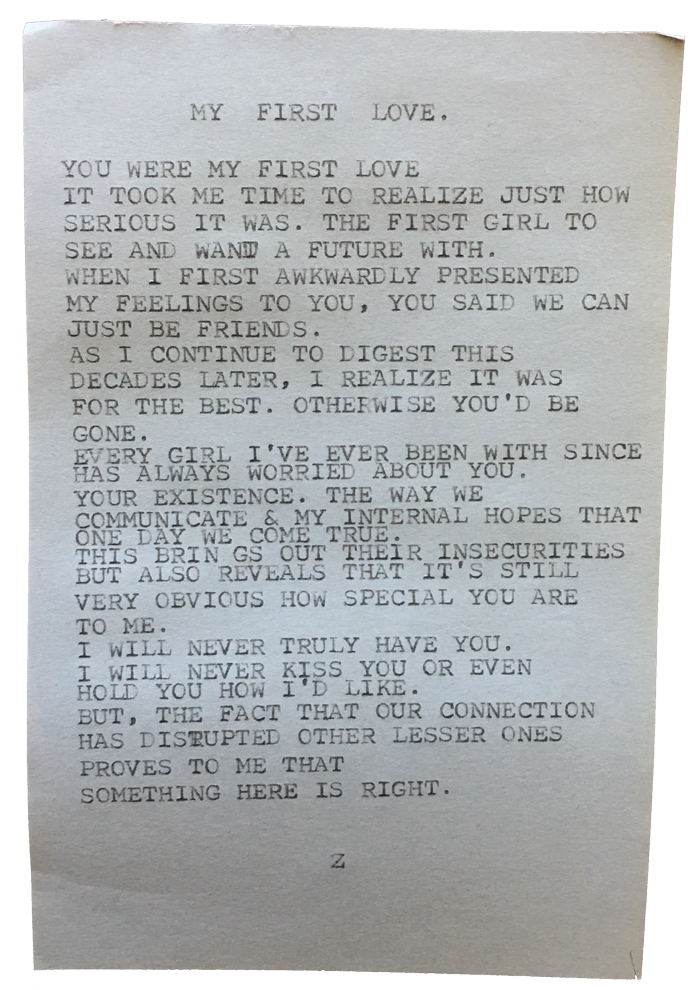 MY FIRST LOVE.
YOU WERE MY FIRST LOVE
IT TOOK ME TIME TO REALIZE JUST HOW
SERIOUS IT WAS. THE FIRST GIRL TO
SEE AND WANT A FUTURE WITH.
WHEN I FIRST AWKWARDLY PRESENTED
MY FEELINGS TO YOU, YOU SAID WE CAN
JUST BE FRIENDS.
AS I CONTINUE TO DIGEST THIS
DECADES LATER, I REALIZE IT WAS
FOR THE BEST. OTHERWISE YOU'D BE
GONE.
EVERY GIRL I'VE EVER BEEN WITH SINCE
HAS ALWAYS WORRIED ABOUT YOU.
YOUR EXISTENCE. THE WAY WE
COMMUNICATE & MY INTERNAL HOPES THAT
ONE DAY WE COME TRUE.
THIS BRIN GS OUT THEIR INSECURITIES
BUT ALSO REVEALS THAT IT'S STILL
VERY OBVIOUS HOW SPECIAL YOU ARE
TO ME.
I WILL NEVER TRULY HAVE YOU.
I WILL NEVER KISS YOU OR EVEN
HOLD YOU HOW I'D LIKE.
BUT, THE FACT THAT OUR CONNECTION
HAS DISRUPTED OTHER LESSER ONES
PROVES TO ME THAT
SOMETHING HERE IS RIGHT.
Z